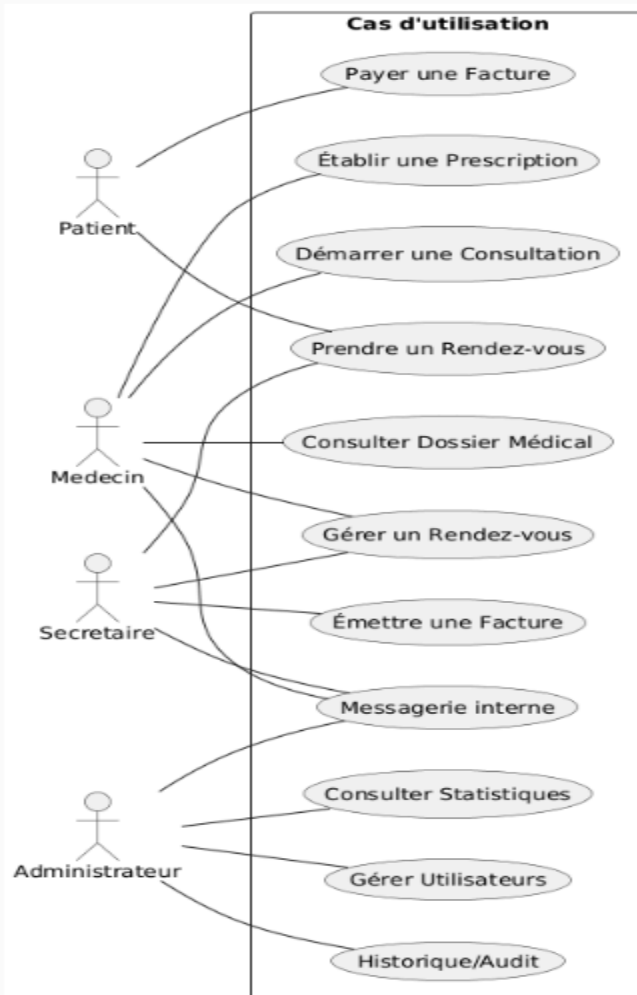 Cas d'utilisation
Payer une Facture
Établir une Prescription
Patient
Démarrer une Consultation
Prendre un Rendez-vous
Consulter Dossier Médical
Medecin
Gérer un Rendez-vous
Émettre une Facture
Secretaire
Messagerie interne
Consulter Statistiques
Administrateur
Gérer Utilisateurs
Historique/Audit